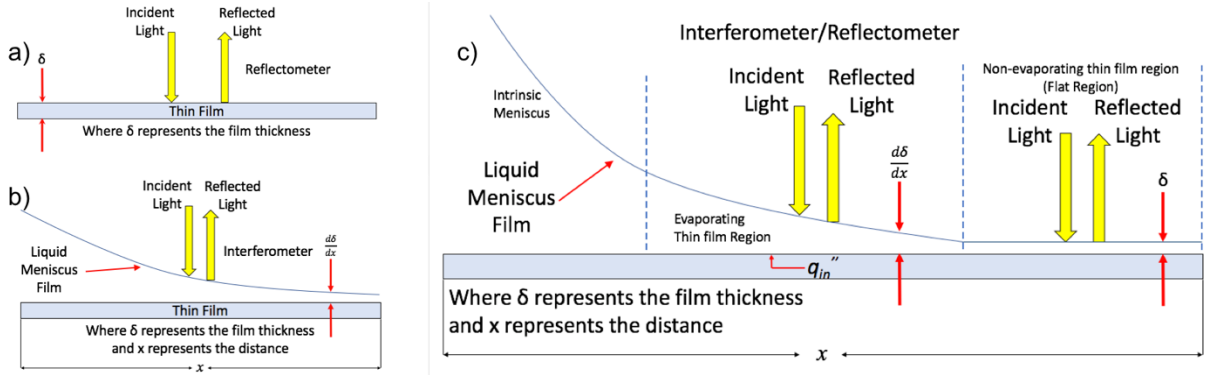 a)
Incident
Light
Reflected
Light
δ
Reflectometer
Thin Film
Where δ represents the film thickness
b)
Incident
Light
Reflected
Light
Liquid
Meniscus
Film
Interferometer
dδ
dx
Thin Film
Where δ represents the film thickness
and x represents the distance
x
c)
Interferometer/Reflectometer
Intrinsic
Meniscus
Incident
Light
Reflected
Light
Non-evaporating thin film region
(Flat Region)
Incident
Light
Reflected
Light
Liquid
Meniscus
Film
dδ
dx
δ
Evaporating
Thin film Region
q_in''
Where δ represents the film thickness
and x represents the distance
x